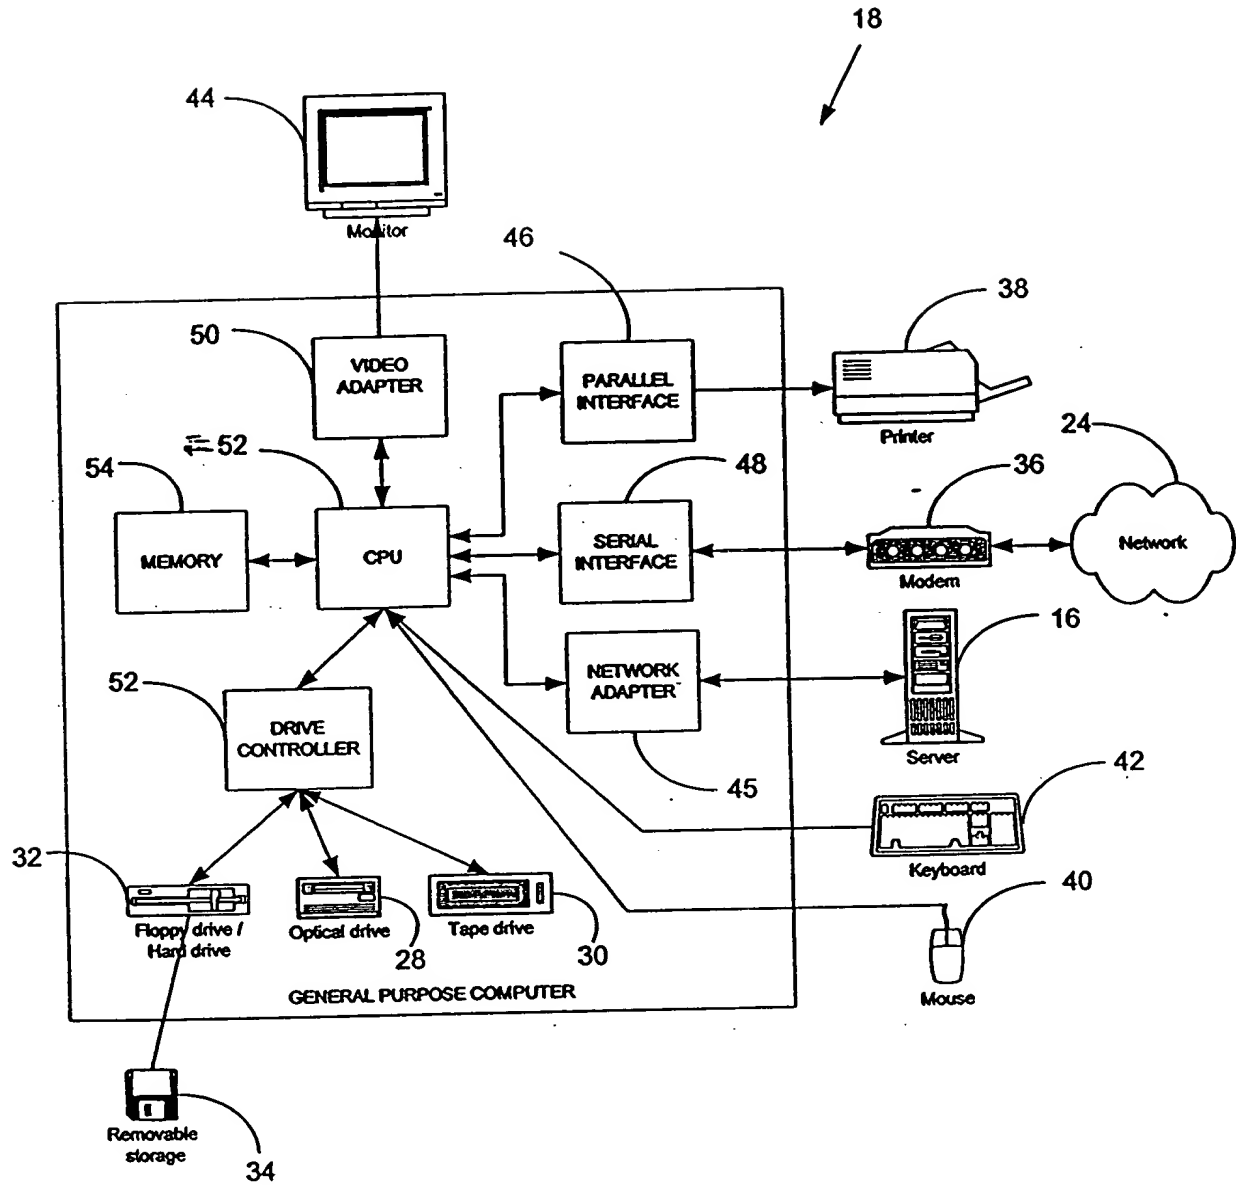 18
44
Monitor
46
38
50
VIDEO
ADAPTER
PARALLEL
INTERFACE
Printer
52
54
48
36
24
MEMORY
CPU
SERIAL
INTERFACE
Modem
Network
16
52
NETWORK
ADAPTER
DRIVE
CONTROLLER
Server
45
42
32
Keyboard
40
Floppy drive /
Hard drive
Optical drive
Tape drive
28
30
GENERAL PURPOSE COMPUTER
Mouse
Removable
storage
34